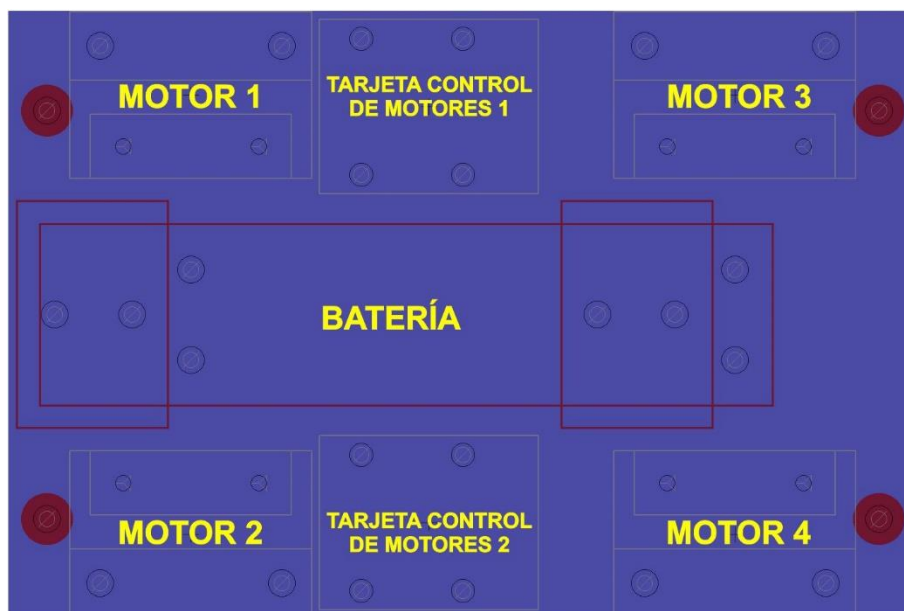 MOTOR 1
TARJETA CONTROL
DE MOTORES 1
MOTOR 3
BATERÍA
MOTOR 2
TARJETA CONTROL
DE MOTORES 2
MOTOR 4